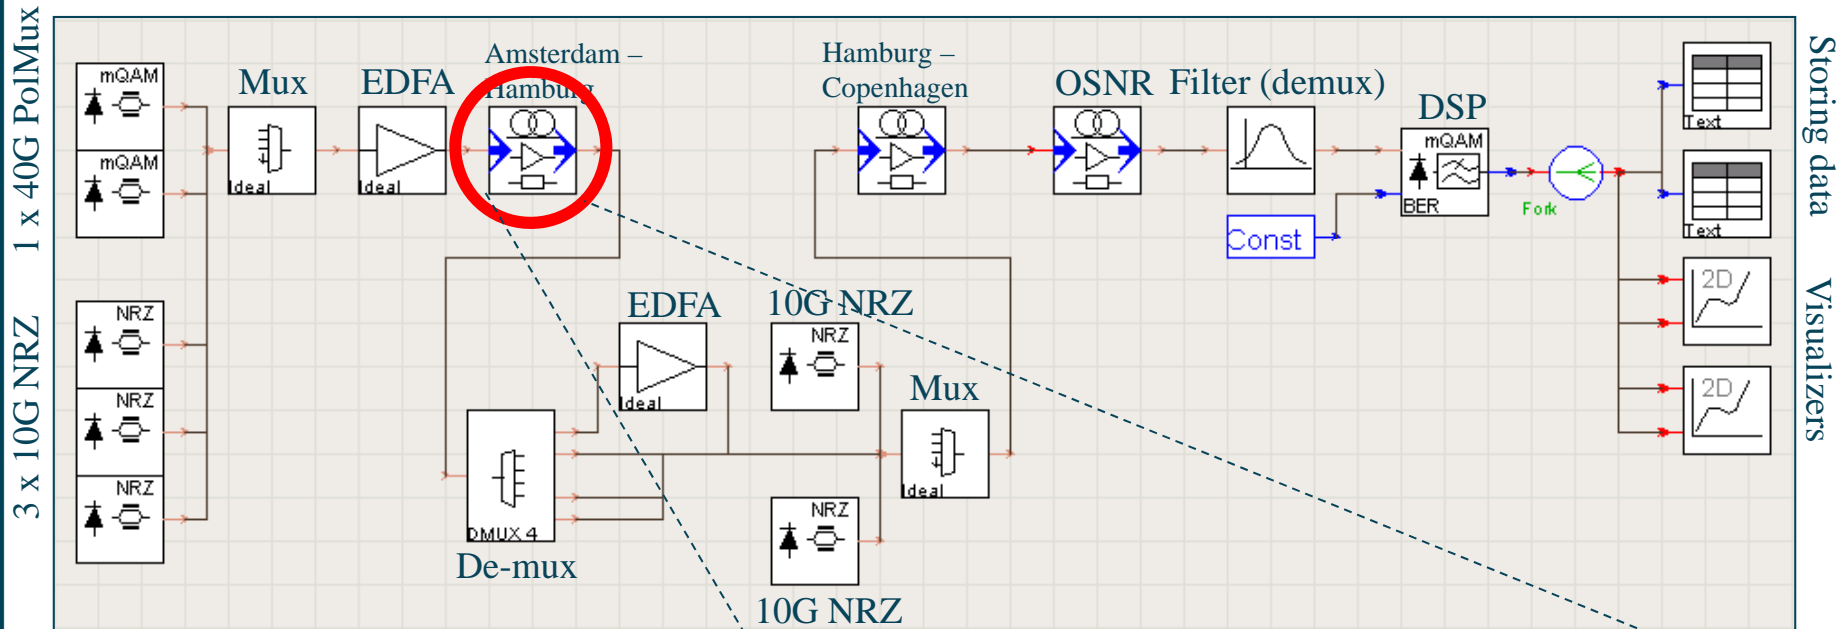 1 x 40G PolMux
3 x 10G NRZ
mQAM
mQAM
NRZ
NRZ
NRZ
Mux
Ideal
EDFA
Ideal
Amsterdam –
Hamburg
Hamburg –
Copenhagen
OSNR
Filter (demux)
Const
DSP
mQAM
BER
Fork
Text
Text
2D
2D
Storing data
Visualizers
EDFA
Ideal
DMUX 4
De-mux
10G NRZ
NRZ
NRZ
10G NRZ
Mux
Ideal